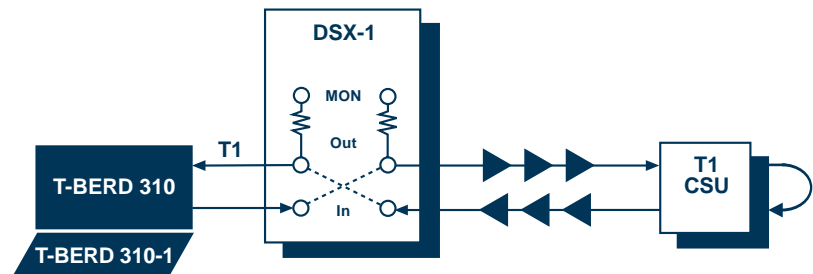 DSX-1
MON
Out
T1
T-BERD 310
In
T-BERD 310-1
T1
CSU